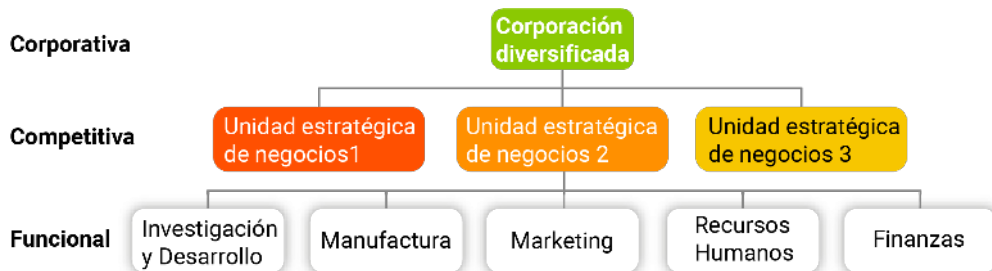 Corporativa
Corporación
diversificada
Competitiva
Unidad estratégica
de negocios1
Unidad estratégica
de negocios 2
Unidad estratégica
de negocios 3
Funcional
Investigación
y Desarrollo
Manufactura
Marketing
Recursos
Humanos
Finanzas